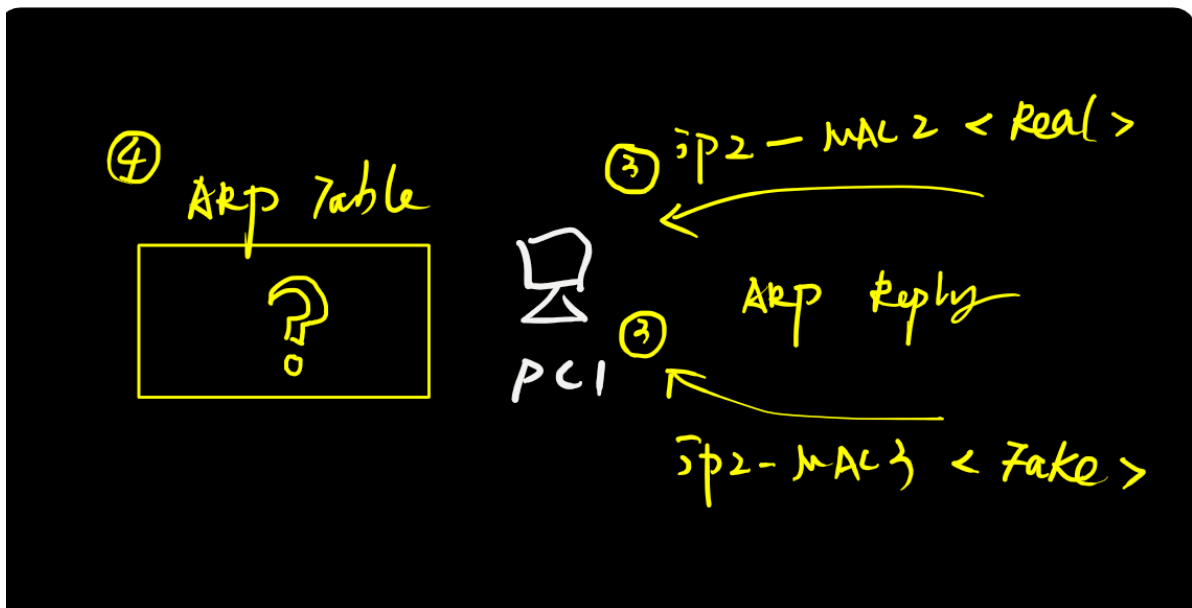 ④
ARP Table
?
PC1
③ ip2 - MAC2 < Real >
ARP Reply
③
ip2 - MAC3 < Fake >